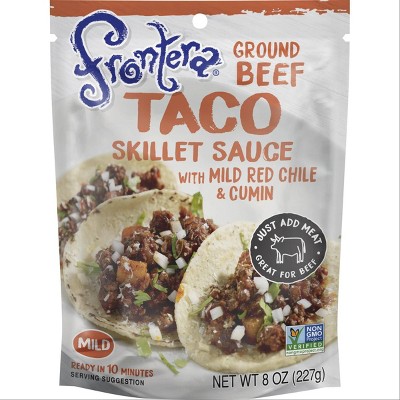 Frontera®
GROUND
BEEF
TACO
SKILLET SAUCE
WITH MILD RED CHILE
& CUMIN
JUST ADD MEAT
GREAT FOR BEEF
MILD
READY IN 10 MINUTES
SERVING SUGGESTION
NON
GMO
Project
VERIFIED
NET WT 8 OZ (227g)